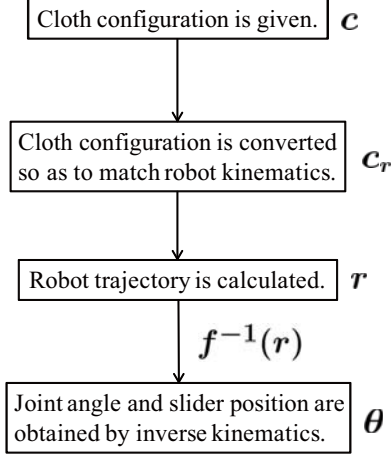 Cloth configuration is given. c
Cloth configuration is converted
so as to match robot kinematics. cᵣ
Robot trajectory is calculated. r
f⁻¹(r)
Joint angle and slider position are
obtained by inverse kinematics. θ